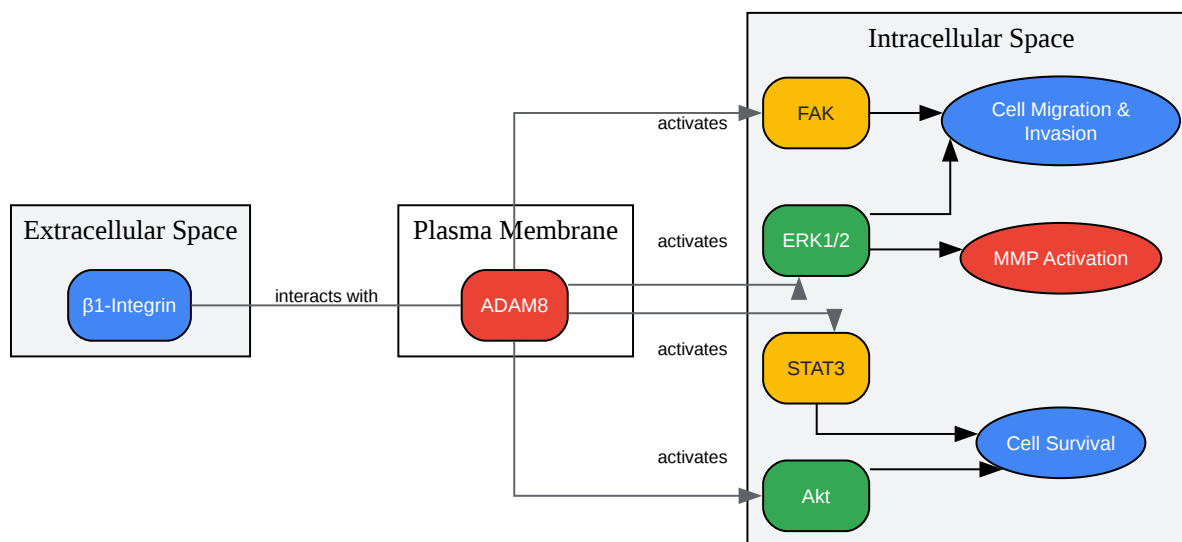 Intracellular Space
FAK
Cell Migration &
Invasion
activates
Extracellular Space
Plasma Membrane
activates
ERK1/2
MMP Activation
β1-Integrin
interacts with
ADAM8
activates
STAT3
Cell Survival
activates
Akt